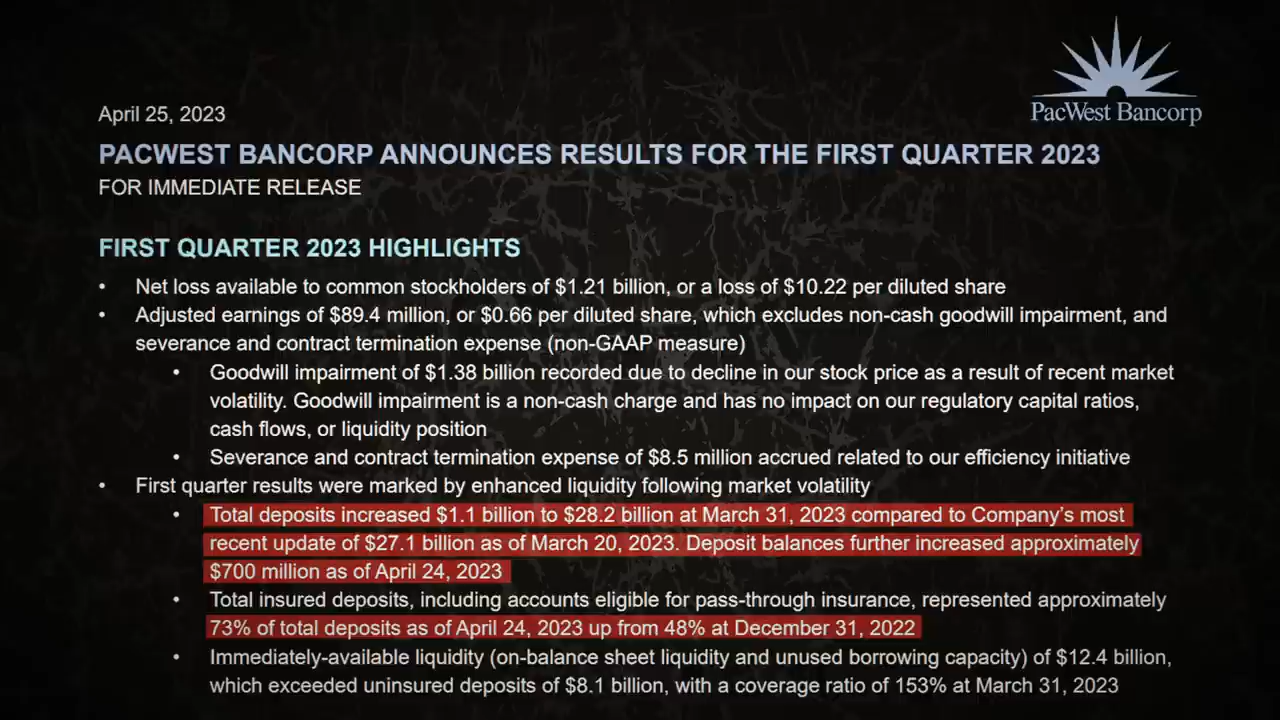 PacWest Bancorp
April 25, 2023
PACWEST BANCORP ANNOUNCES RESULTS FOR THE FIRST QUARTER 2023
FOR IMMEDIATE RELEASE
FIRST QUARTER 2023 HIGHLIGHTS
• Net loss available to common stockholders of $1.21 billion, or a loss of $10.22 per diluted share
• Adjusted earnings of $89.4 million, or $0.66 per diluted share, which excludes non-cash goodwill impairment, and
severance and contract termination expense (non-GAAP measure)
• Goodwill impairment of $1.38 billion recorded due to decline in our stock price as a result of recent market
volatility. Goodwill impairment is a non-cash charge and has no impact on our regulatory capital ratios,
cash flows, or liquidity position
• Severance and contract termination expense of $8.5 million accrued related to our efficiency initiative
• First quarter results were marked by enhanced liquidity following market volatility
• Total deposits increased $1.1 billion to $28.2 billion at March 31, 2023 compared to Company's most
recent update of $27.1 billion as of March 20, 2023. Deposit balances further increased approximately
$700 million as of April 24, 2023
• Total insured deposits, including accounts eligible for pass-through insurance, represented approximately
73% of total deposits as of April 24, 2023 up from 48% at December 31, 2022
• Immediately-available liquidity (on-balance sheet liquidity and unused borrowing capacity) of $12.4 billion,
which exceeded uninsured deposits of $8.1 billion, with a coverage ratio of 153% at March 31, 2023